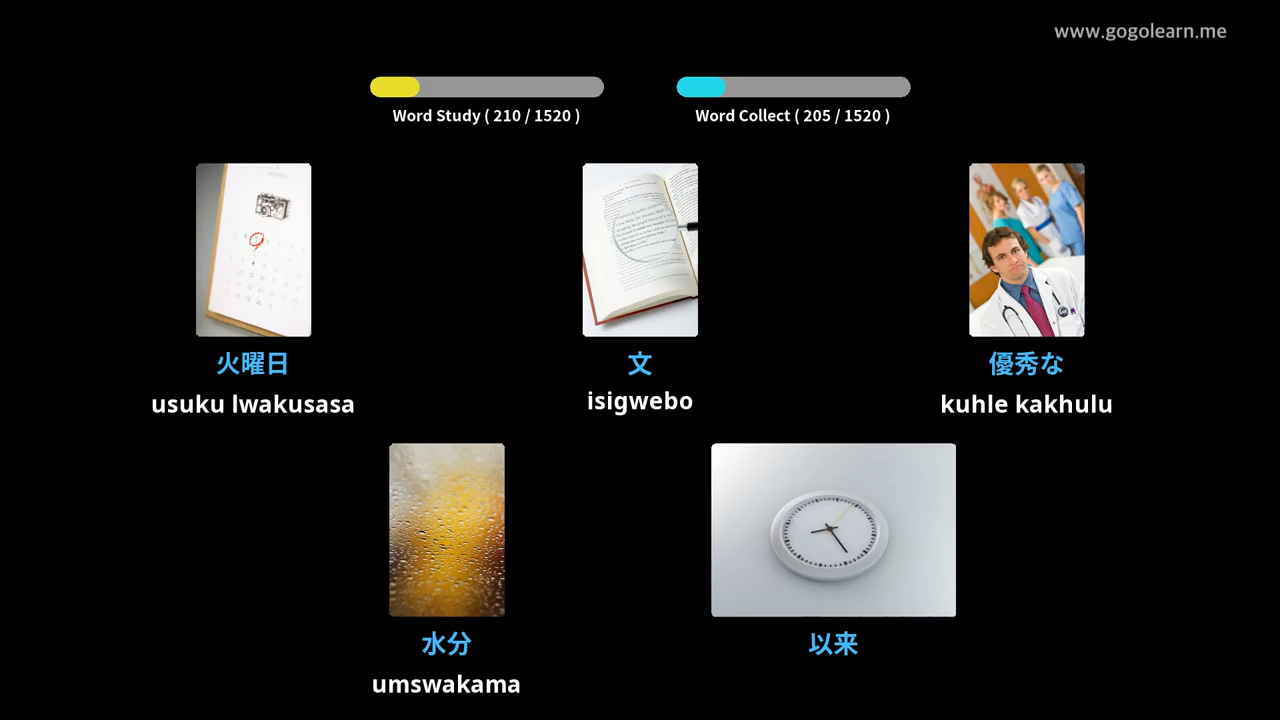 www.gogolearn.me
Word Study ( 210 / 1520 )
Word Collect ( 205 / 1520 )
火曜日
usuku lwakusasa
文
isigwebo
優秀な
kuhle kakhulu
水分
umswakama
以来